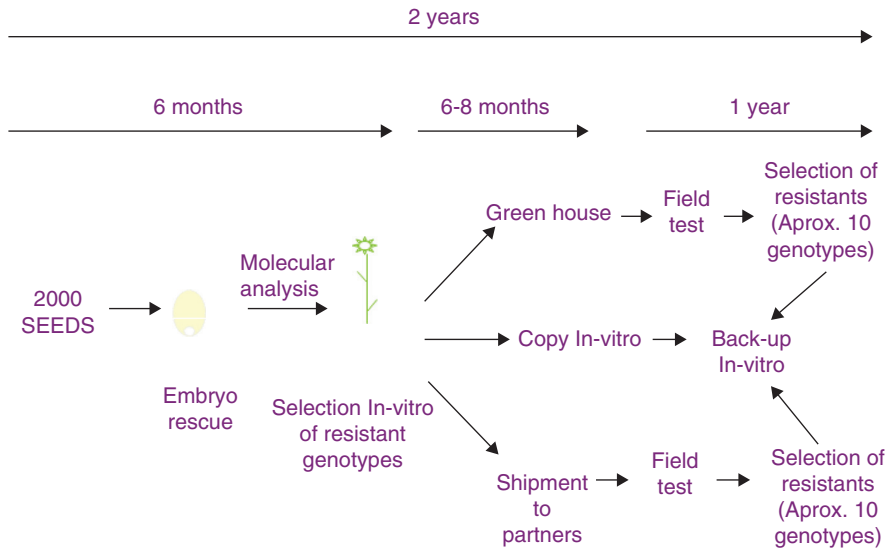 2 years
6 months
6-8 months
1 year
2000
SEEDS
Embryo
rescue
Molecular
analysis
Selection In-vitro
of resistant
genotypes
Green house
Field
test
Selection of
resistants
(Aprox. 10
genotypes)
Copy In-vitro
Back-up
In-vitro
Shipment
to
partners
Field
test
Selection of
resistants
(Aprox. 10
genotypes)